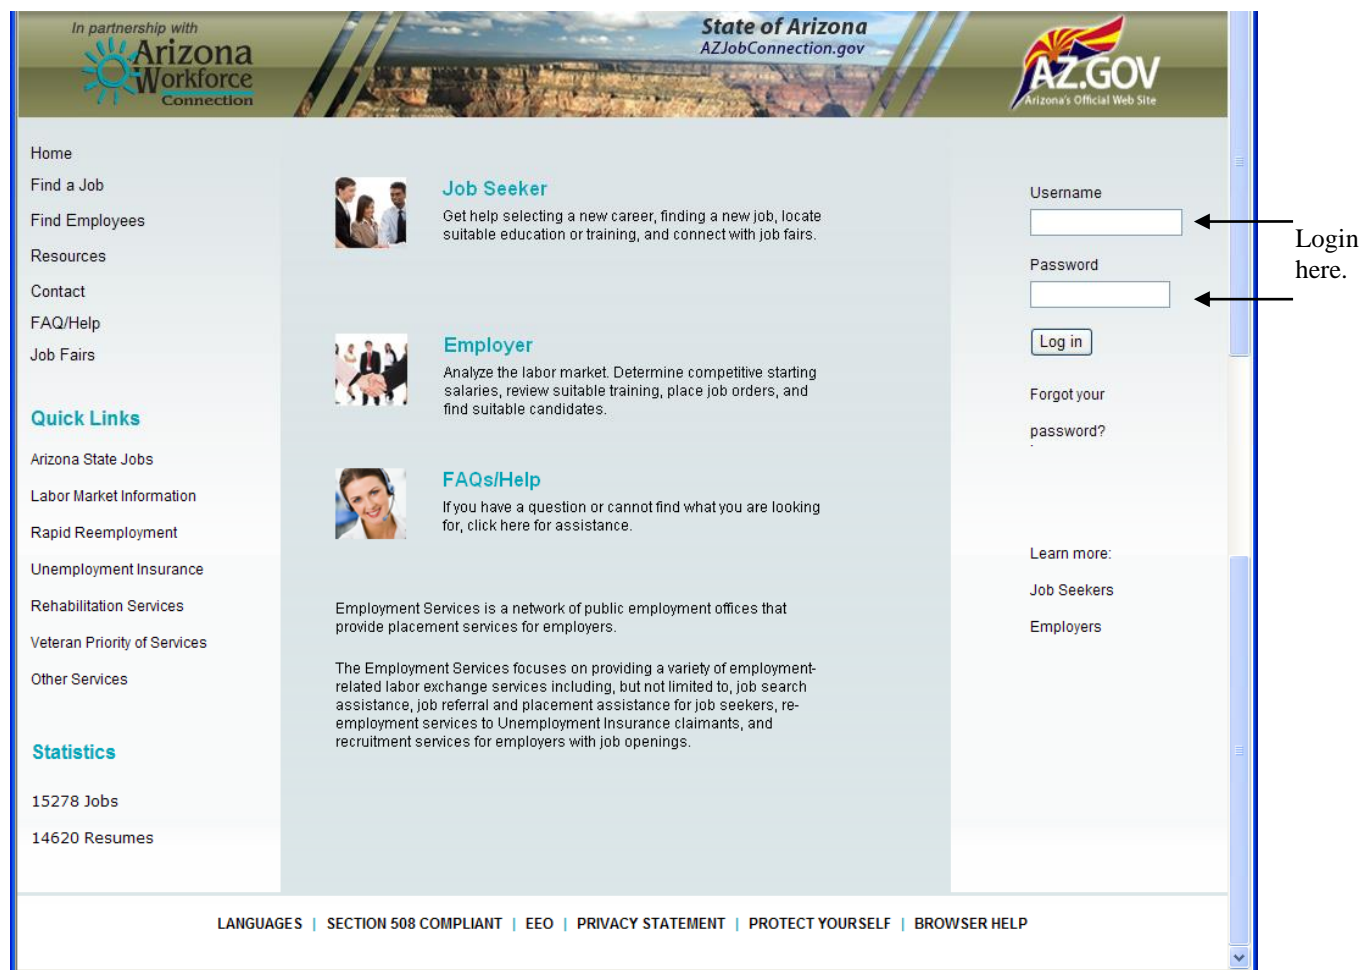 In partnership with
Arizona
Workforce
Connection
State of Arizona
AZJobConnection.gov
AZ.GOV
Arizona's Official Web Site
Home
Find a Job
Find Employees
Resources
Contact
FAQ/Help
Job Fairs
Quick Links
Arizona State Jobs
Labor Market Information
Rapid Reemployment
Unemployment Insurance
Rehabilitation Services
Veteran Priority of Services
Other Services
Statistics
15278 Jobs
14620 Resumes
Job Seeker
Get help selecting a new career, finding a new job, locate
suitable education or training, and connect with job fairs.
Employer
Analyze the labor market. Determine competitive starting
salaries, review suitable training, place job orders, and
find suitable candidates.
FAQs/Help
If you have a question or cannot find what you are looking
for, click here for assistance.
Employment Services is a network of public employment offices that
provide placement services for employers.
The Employment Services focuses on providing a variety of employment-
related labor exchange services including, but not limited to, job search
assistance, job referral and placement assistance for job seekers, re-
employment services to Unemployment Insurance claimants, and
recruitment services for employers with job openings.
Username
Password
Log in
Forgot your
password?
Learn more:
Job Seekers
Employers
Login
here.
LANGUAGES | SECTION 508 COMPLIANT | EEO | PRIVACY STATEMENT | PROTECT YOURSELF | BROWSER HELP